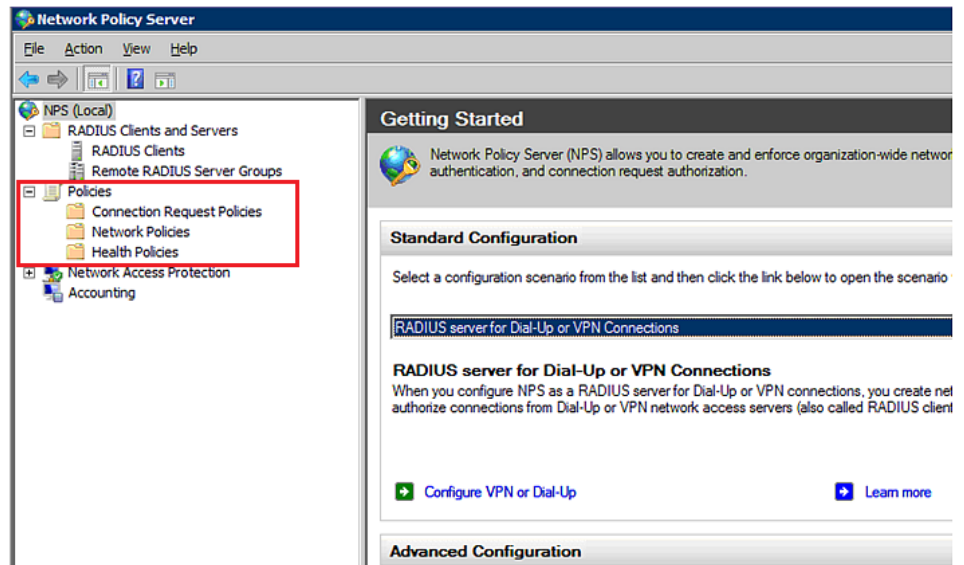 Network Policy Server
File Action View Help
NPS (Local)
RADIUS Clients and Servers
RADIUS Clients
Remote RADIUS Server Groups
Policies
Connection Request Policies
Network Policies
Health Policies
Network Access Protection
Accounting
Getting Started
Network Policy Server (NPS) allows you to create and enforce organization-wide networ
authentication, and connection request authorization.
Standard Configuration
Select a configuration scenario from the list and then click the link below to open the scenario
RADIUS server for Dial-Up or VPN Connections
RADIUS server for Dial-Up or VPN Connections
When you configure NPS as a RADIUS server for Dial-Up or VPN connections, you create net
authorize connections from Dial-Up or VPN network access servers (also called RADIUS client
Configure VPN or Dial-Up
Learn more
Advanced Configuration